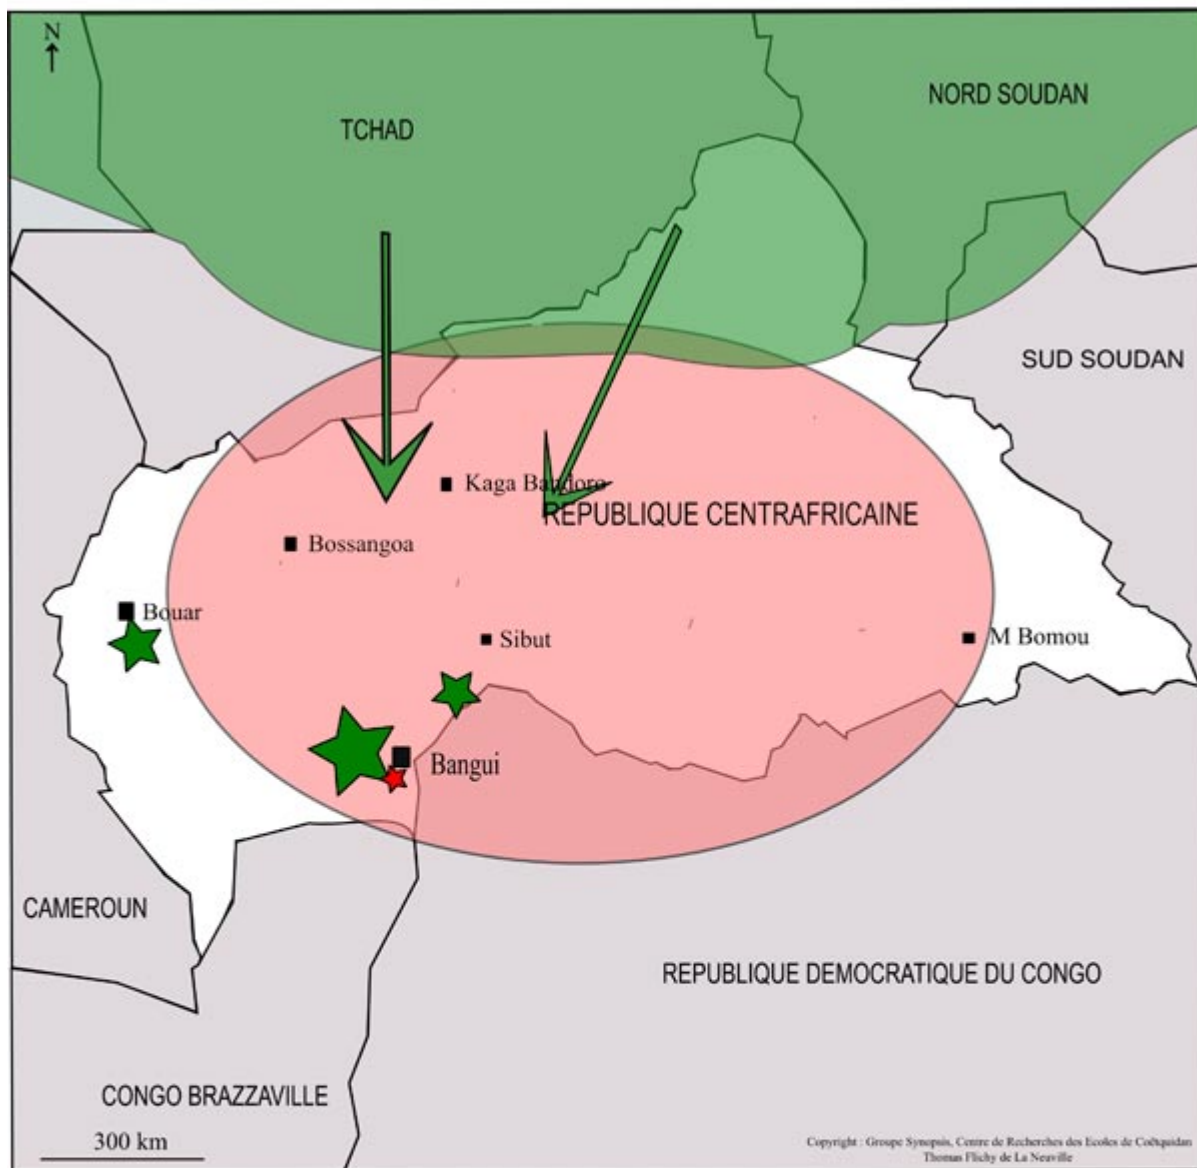 N
NORD SOUDAN
TCHAD
SUD SOUDAN
Kaga Bandoro
REPUBLIQUE CENTRAFRICAINE
Bossangoa
Bouar
Sibut
M Bomou
Bangui
CAMEROUN
REPUBLIQUE DEMOCRATIQUE DU CONGO
CONGO BRAZZAVILLE
300 km
Copyright : Groupe Synopsis, Centre de Recherches des Ecoles de Coëtquidan
Thomas Flichy de La Neuville